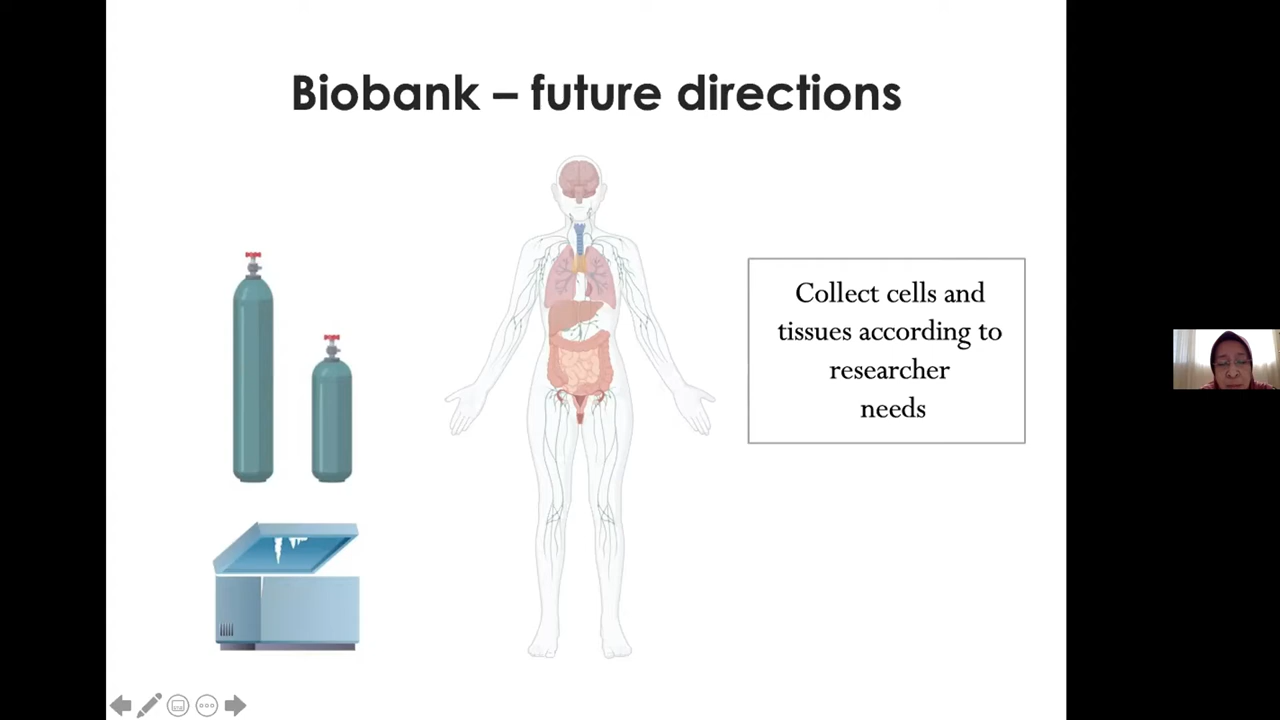 Biobank – future directions
Collect cells and
tissues according to
researcher
needs